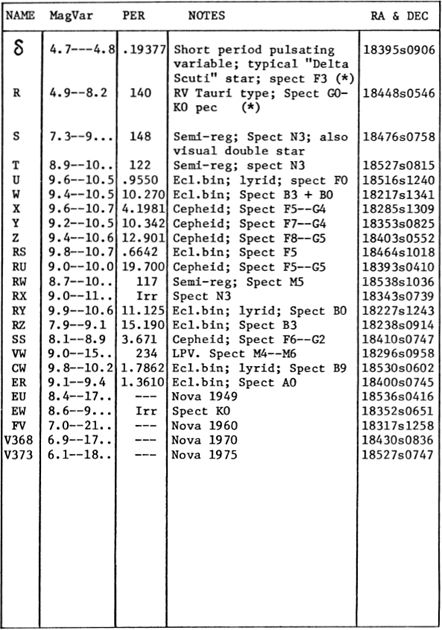 NAME MagVar PER NOTES RA & DEC
δ 4.7---4.8 .19377 Short period pulsating 18395s0906
variable; typical "Delta
Scuti" star; spect F3 (*)
R 4.9--8.2 140 RV Tauri type; Spect G0- 18448s0546
K0 pec (*)
S 7.3--9... 148 Semi-reg; Spect N3; also 18476s0758
visual double star
T 8.9--10.. 122 Semi-reg; spect N3 18527s0815
U 9.6--10.5 .9550 Ecl.bin; lyrid; spect F0 18516s1240
W 9.4--10.5 10.270 Ecl.bin; Spect B3 + B0 18217s1341
X 9.6--10.7 4.1981 Cepheid; Spect F5--G4 18285s1309
Y 9.2--10.5 10.342 Cepheid; Spect F7--G4 18353s0825
Z 9.4--10.6 12.901 Cepheid; Spect F8--G5 18403s0552
RS 9.8--10.7 .6642 Ecl.bin; Spect F5 18464s1018
RU 9.0--10.0 19.700 Cepheid; Spect F5--G5 18393s0410
RW 8.7--10.. 117 Semi-reg; Spect M5 18538s1036
RX 9.0--11.. Irr Spect N3 18343s0739
RY 9.9--10.6 11.125 Ecl.bin; lyrid; Spect B0 18227s1243
RZ 7.9--9.1 15.190 Ecl.bin; Spect B3 18238s0914
SS 8.1--8.9 3.671 Cepheid; Spect F6--G2 18410s0747
VW 9.0--15.. 234 LPV. Spect M4--M6 18296s0958
CW 9.8--10.2 1.7862 Ecl.bin; lyrid; Spect B9 18530s0602
ER 9.1--9.4 1.3610 Ecl.bin; Spect A0 18400s0745
EU 8.4--17.. --- Nova 1949 18536s0416
EW 8.6--9... Irr Spect K0 18352s0651
FV 7.0--21.. --- Nova 1960 18317s1258
V368 6.9--17.. --- Nova 1970 18430s0836
V373 6.1--18.. --- Nova 1975 18527s0747